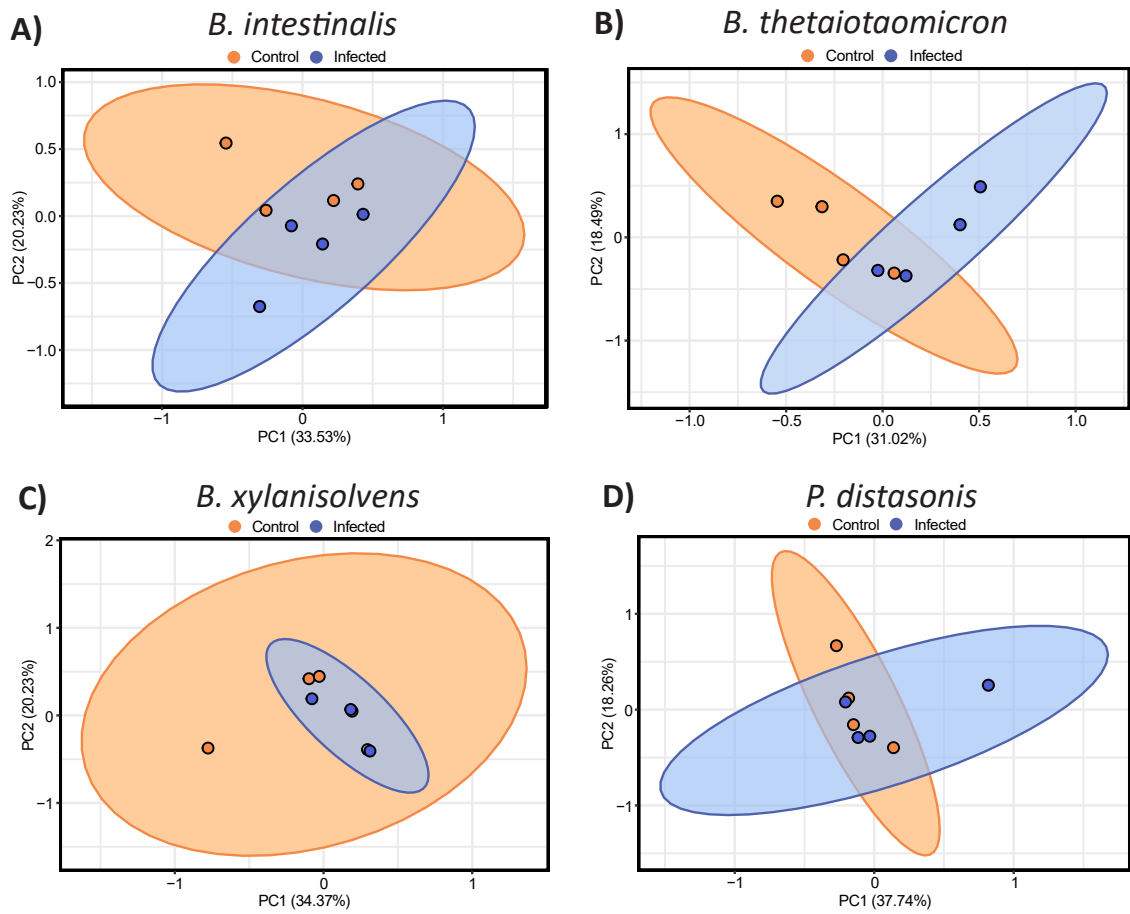 A) B. intestinalis
Control Infected
1.0
0.5
0.0
−0.5
−1.0
PC2 (20.23%)
−1 0 1
PC1 (33.53%)
B) B. thetaiotaomicron
Control Infected
1
0
−1
PC2 (18.49%)
−1.0 −0.5 0.0 0.5 1.0
PC1 (31.02%)
C) B. xylanisolvens
Control Infected
2
1
0
−1
PC2 (20.23%)
−1 0 1
PC1 (34.37%)
D) P. distasonis
Control Infected
1
0
−1
PC2 (18.26%)
−1 0 1
PC1 (37.74%)